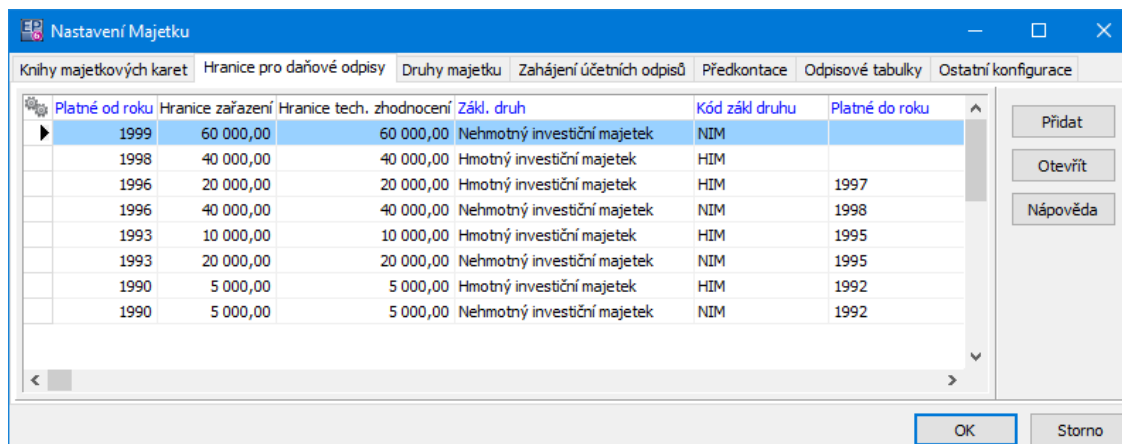 Nastavení Majetku
Knihy majetkových karet Hranice pro daňové odpisy Druhy majetku Zahájení účetních odpisů Předkontace Odpisové tabulky Ostatní konfigurace
Platné od roku Hranice zařazení Hranice tech. zhodnocení Zákl. druh Kód zákl druhu Platné do roku
1999 60 000,00 60 000,00 Nehmotný investiční majetek NIM
1998 40 000,00 40 000,00 Hmotný investiční majetek HIM
1996 20 000,00 20 000,00 Hmotný investiční majetek HIM 1997
1996 40 000,00 40 000,00 Nehmotný investiční majetek NIM 1998
1993 10 000,00 10 000,00 Hmotný investiční majetek HIM 1995
1993 20 000,00 20 000,00 Nehmotný investiční majetek NIM 1995
1990 5 000,00 5 000,00 Hmotný investiční majetek HIM 1992
1990 5 000,00 5 000,00 Nehmotný investiční majetek NIM 1992
Přidat
Otevřít
Nápověda
OK Storno